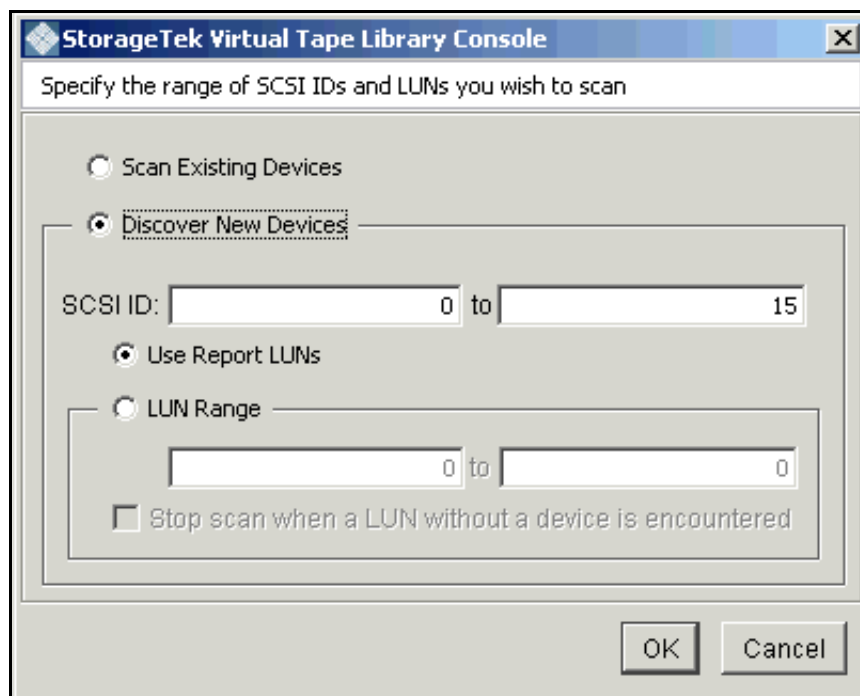 StorageTek Virtual Tape Library Console
Specify the range of SCSI IDs and LUNs you wish to scan
Scan Existing Devices
Discover New Devices
SCSI ID: 0 to 15
Use Report LUNs
LUN Range
0 to 0
Stop scan when a LUN without a device is encountered
OK Cancel